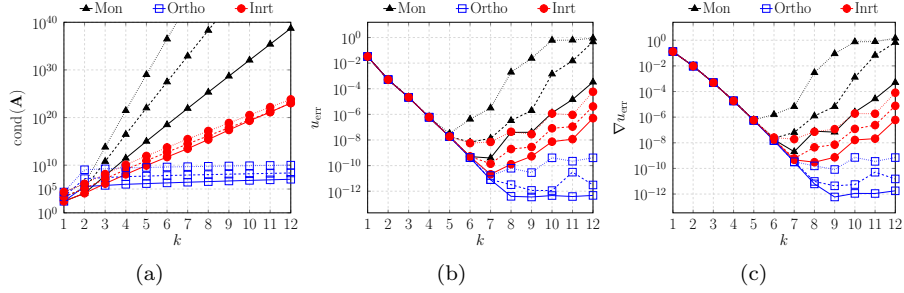 Mon Ortho Inrt
10^40
10^30
10^20
10^10
10^5
10^0
cond (A)
1 2 3 4 5 6 7 8 9 10 11 12
k
(a)
Mon Ortho Inrt
10^0
10^−2
10^−4
10^−6
10^−8
10^−10
10^−12
u_err
1 2 3 4 5 6 7 8 9 10 11 12
k
(b)
Mon Ortho Inrt
10^0
10^−2
10^−4
10^−6
10^−8
10^−10
10^−12
∇u_err
1 2 3 4 5 6 7 8 9 10 11 12
k
(c)